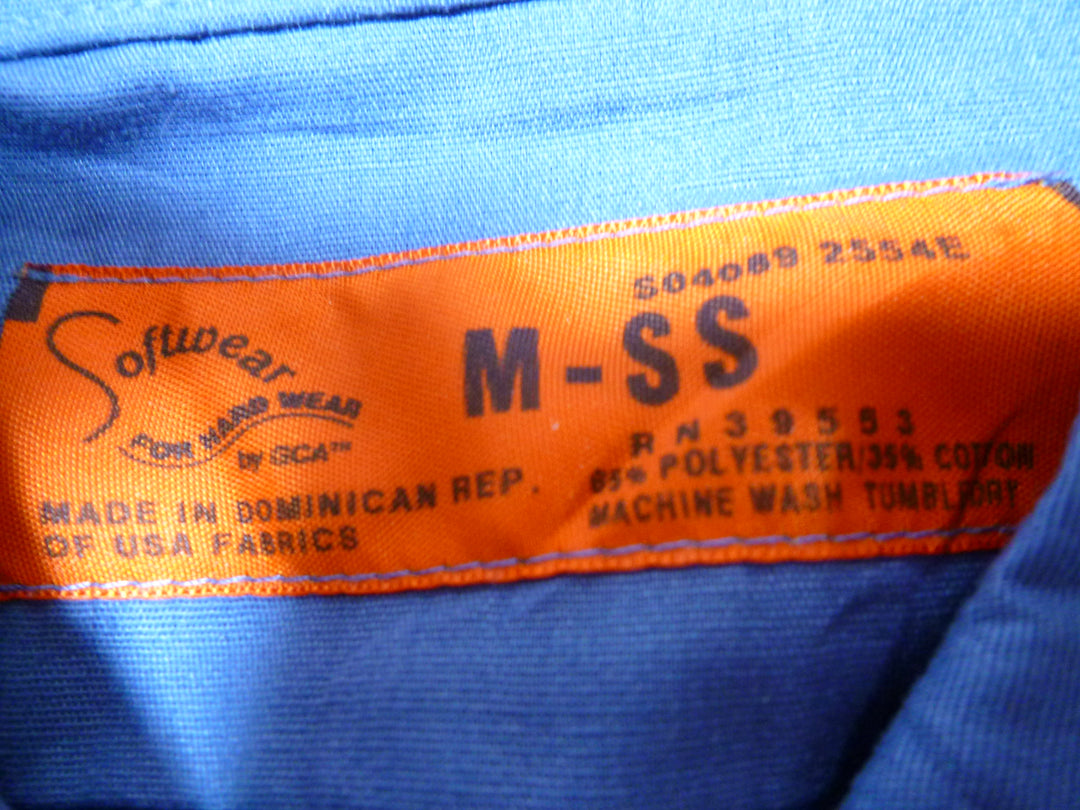 Softwear
FOR HARD WEAR
by SCA™
MADE IN DOMINICAN REP.
OF USA FABRICS
S04089 2554E
M-SS
RN 39553
65% POLYESTER/35% COTTON
MACHINE WASH TUMBLE DRY